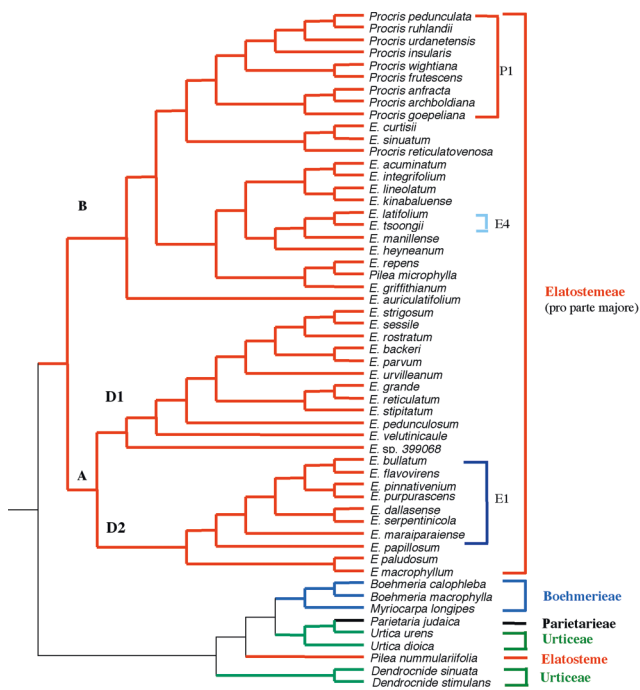 Procris pedunculata
Procris ruhlandii
Procris urdanetensis
Procris insularis
Procris wightiana
Procris frutescens
P1
Procris anfracta
Procris archboldiana
Procris goepeliana
E. curtisii
E. sinuatum
Procris reticulatovenosa
E. acuminatum
E. integrifolium
E. lineolatum
E. kinabaluense
B
E. latifolium
E. tsoongii
E4
E. manillense
E. heyneanum
E. repens
Pilea microphylla
E. griffithianum
E. auriculatifolium
Elatostemeae
(pro parte majore)
E. strigosum
E. sessile
E. rostratum
E. backeri
E. parvum
E. urvilleanum
D1
E. grande
E. reticulatum
E. stipitatum
E. pedunculosum
E. velutinicaule
E. sp. 399068
A
E. bullatum
E. flavovirens
E. pinnativenium
E. purpurascens
E1
E. dallasense
E. serpentinicola
D2
E. maraiparaiense
E. papillosum
E paludosum
E macrophyllum
Boehmeria calophleba
Boehmeria macrophylla
Boehmerieae
Myriocarpa longipes
Parietaria judaica
Parietarieae
Urtica urens
Urticeae
Urtica dioica
Pilea nummulariifolia
Elatosteme
Dendrocnide sinuata
Urticeae
Dendrocnide stimulans